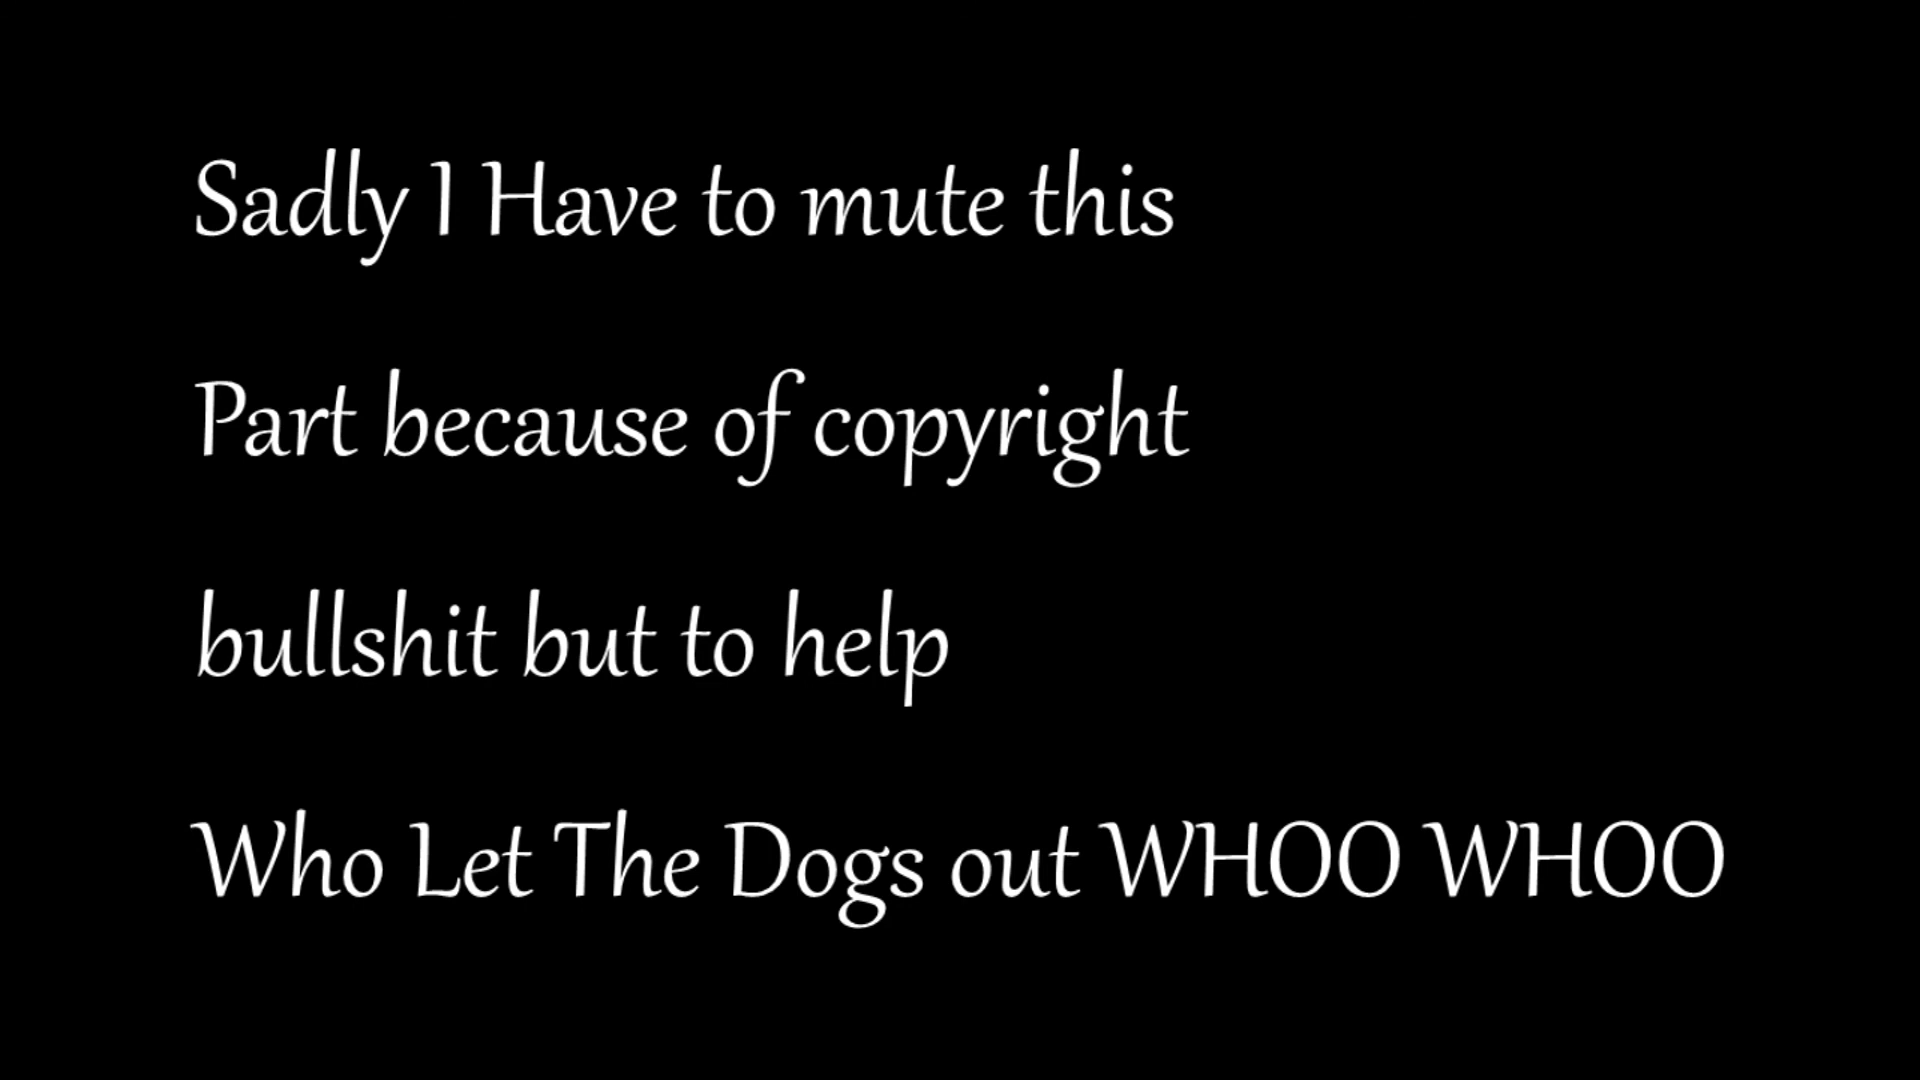 Sadly I Have to mute this
Part because of copyright
bullshit but to help
Who Let The Dogs out WHOO WHOO